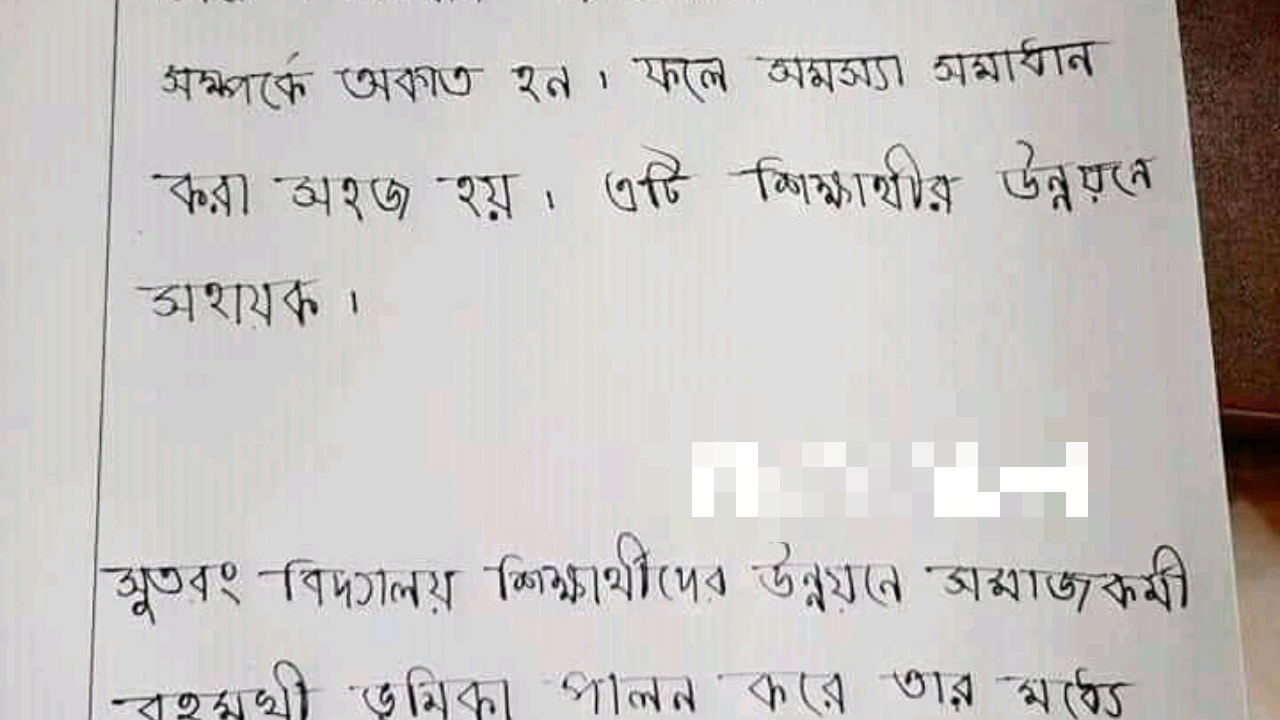 সম্পর্কে অকাত হন। ফলে সমস্যা সমাধান
করা সহজ হয়। এটি শিক্ষার্থীর উন্নয়নে
সহায়ক।
সুতরং বিদ্যালয় শিক্ষার্থীদের উন্নয়নে সমাজকর্মী
বহুমুখী ভূমিকা পালন করে তার মধ্যে